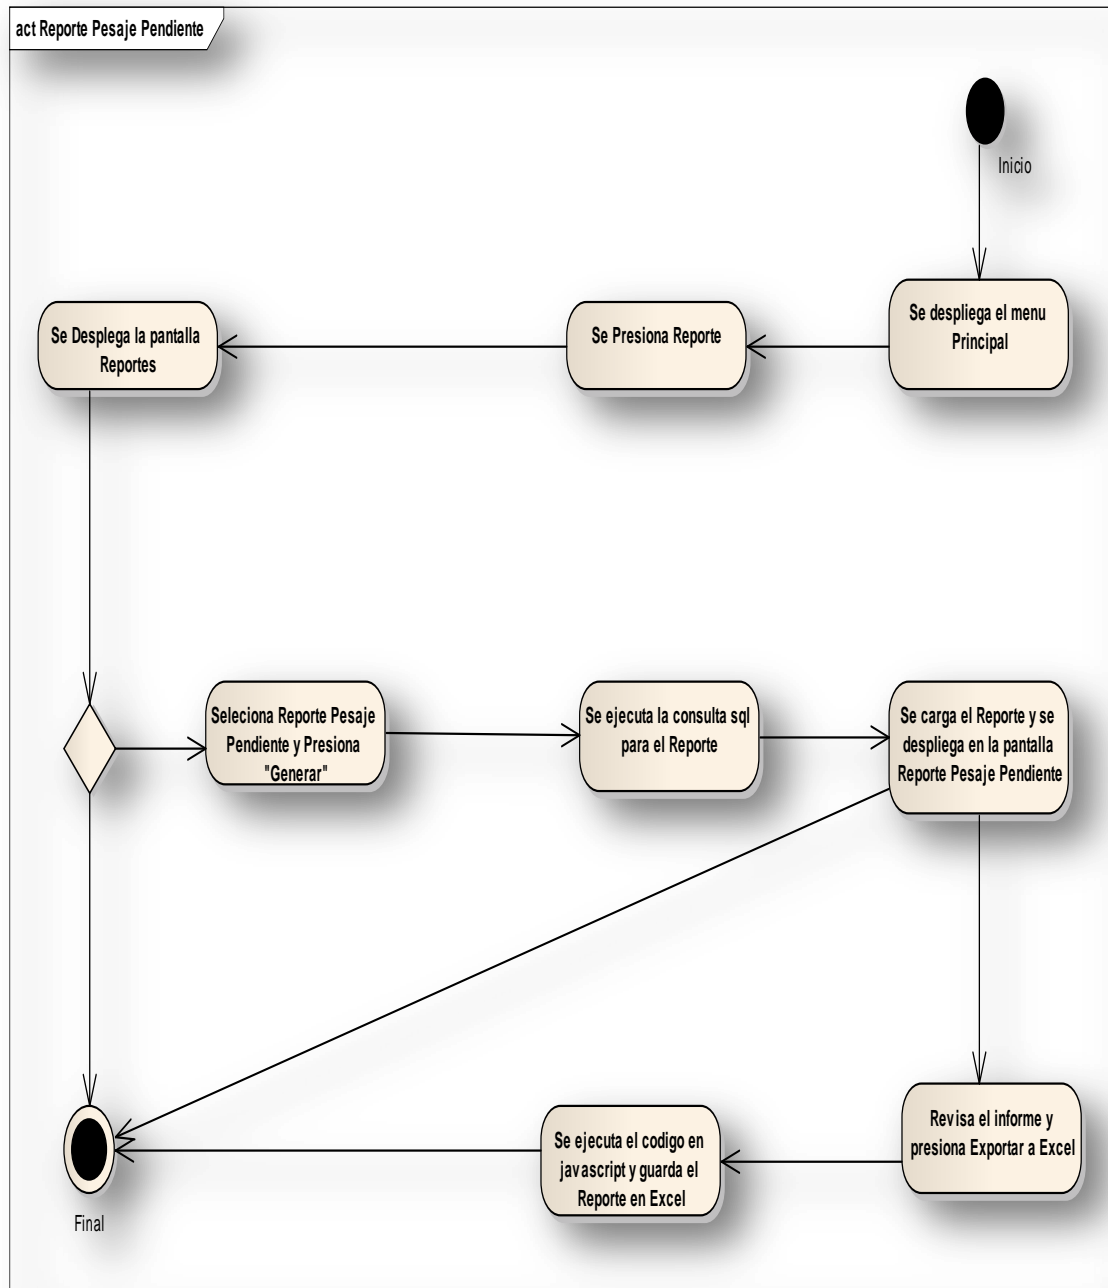 act Reporte Pesaje Pendiente
Inicio
Se despliega el menu
Principal
Se Presiona Reporte
Se Desplega la pantalla
Reportes
Seleciona Reporte Pesaje
Pendiente y Presiona
"Generar"
Se ejecuta la consulta sql
para el Reporte
Se carga el Reporte y se
despliega en la pantalla
Reporte Pesaje Pendiente
Revisa el informe y
presiona Exportar a Excel
Se ejecuta el codigo en
javascript y guarda el
Reporte en Excel
Final